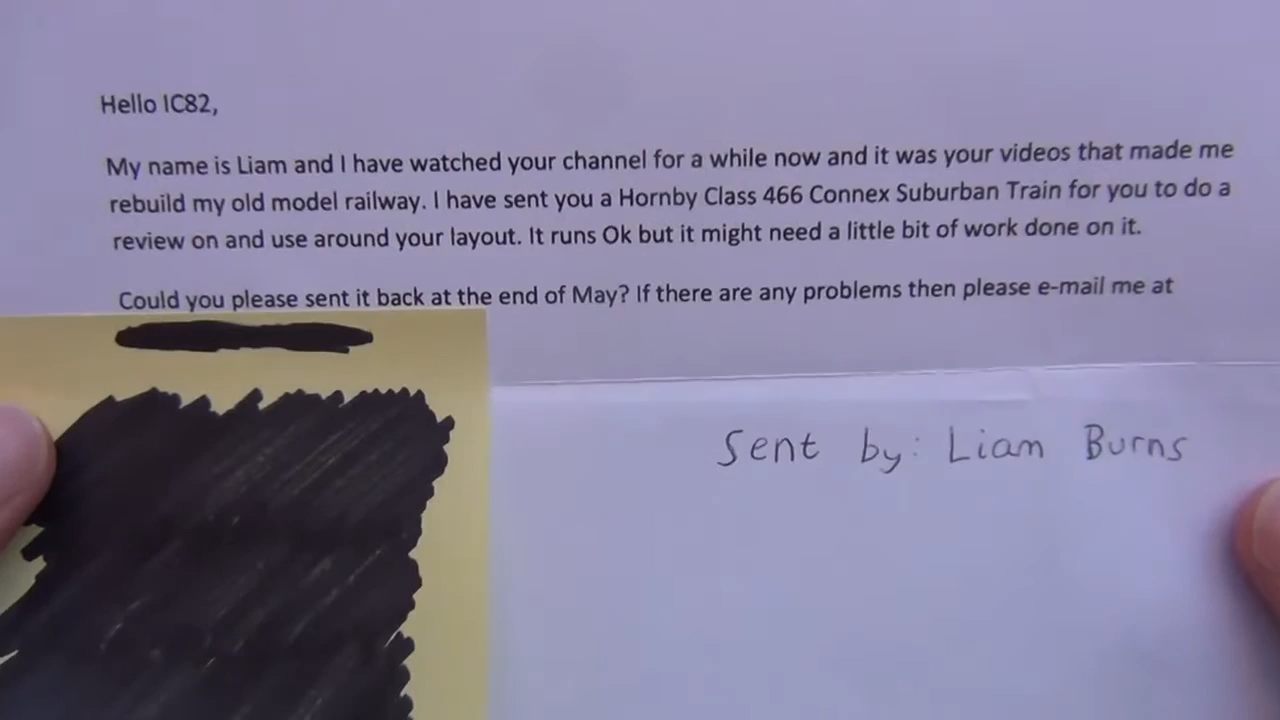 Hello IC82,
My name is Liam and I have watched your channel for a while now and it was your videos that made me
rebuild my old model railway. I have sent you a Hornby Class 466 Connex Suburban Train for you to do a
review on and use around your layout. It runs Ok but it might need a little bit of work done on it.
Could you please sent it back at the end of May? If there are any problems then please e-mail me at
Sent by: Liam Burns